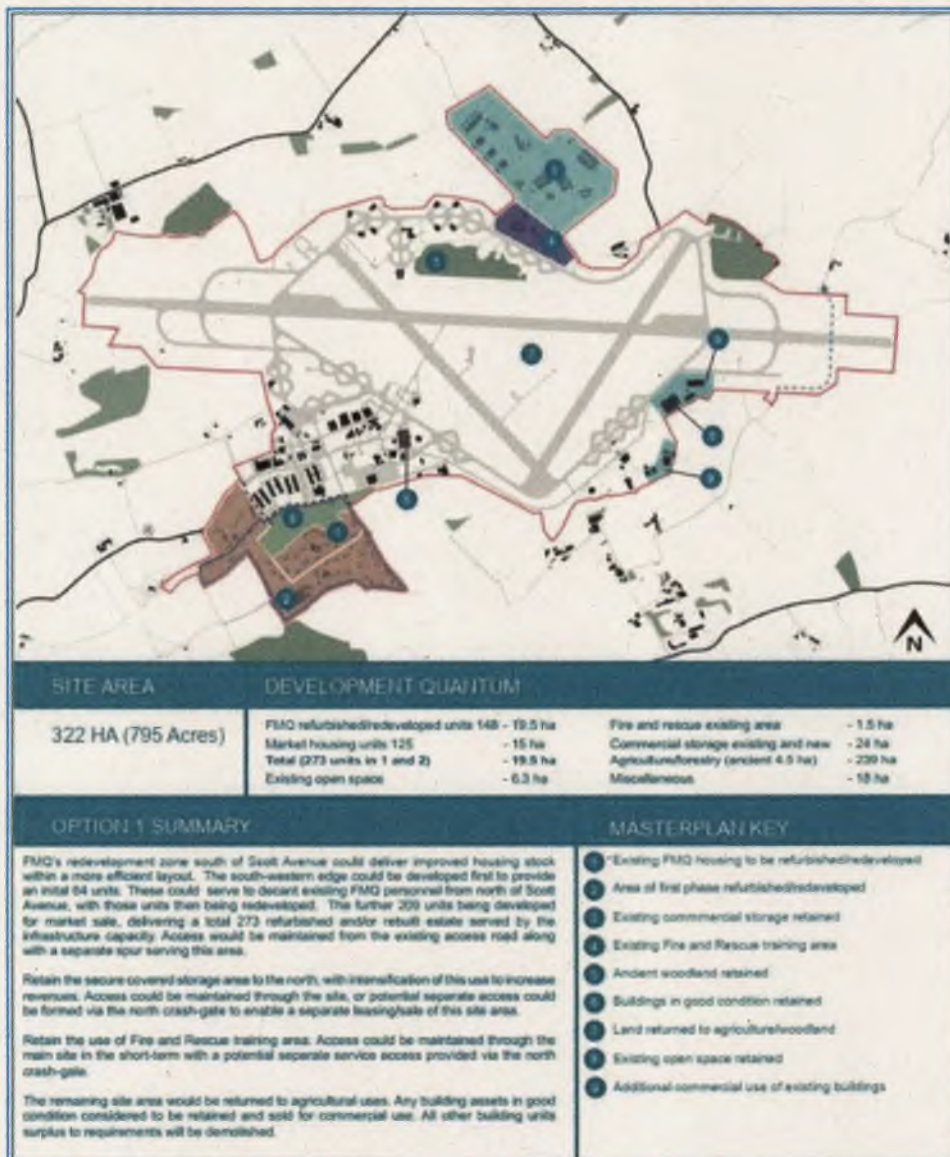 N
SITE AREA
322 HA (795 Acres)
DEVELOPMENT QUANTUM
FMQ refurbished/redeveloped units 148 - 19.5 ha
Market housing units 125 - 15 ha
Total (273 units in 1 and 2) - 19.5 ha
Existing open space - 6.3 ha
Fire and rescue existing area - 1.5 ha
Commercial storage existing and new - 24 ha
Agriculture/forestry (ancient 4.5 ha) - 239 ha
Miscellaneous - 18 ha
OPTION 1 SUMMARY
FMQ's redevelopment zone south of Scott Avenue could deliver improved housing stock
within a more efficient layout. The south-western edge could be developed first to provide
an inital 64 units. These could serve to decant existing FMQ personnel from north of Scott
Avenue, with those units then being redeveloped. The further 209 units being developed
for market sale, delivering a total 273 refurbished and/or rebuilt estate served by the
infrastructure capacity. Access would be maintained from the existing access road along
with a separate spur serving this area.
Retain the secure covered storage area to the north, with intensification of this use to increase
revenues. Access could be maintained through the site, or potential separate access could
be formed via the north crash-gate to enable a separate leasing/sale of this site area.
Retain the use of Fire and Rescue training area. Access could be maintained through the
main site in the short-term with a potential separate service access provided via the north
crash-gate.
The remaining site area would be returned to agricultural uses. Any building assets in good
condition considered to be retained and sold for commercial use. All other building units
surplus to requirements will be demolished.
MASTERPLAN KEY
Existing FMQ housing to be refurbished/redeveloped
Area of first phase refurbished/redeveloped
Existing commmercial storage retained
Existing Fire and Rescue training area
Ancient woodland retained
Buildings in good condition retained
Land returned to agriculture/woodland
Existing open space retained
Additional commercial use of existing buildings